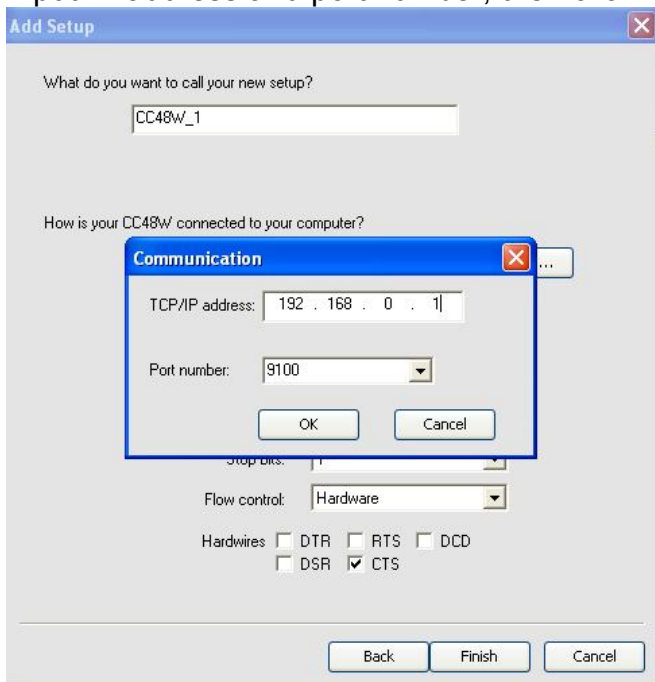 Add Setup
What do you want to call your new setup?
CC48W_1
How is your CC48W connected to your computer?
...
Communication
TCP/IP address: 192 . 168 . 0 . 1
Port number: 9100
OK Cancel
Stop bits: 1
Flow control: Hardware
Hardwires DTR RTS DCD
DSR CTS
Back Finish Cancel